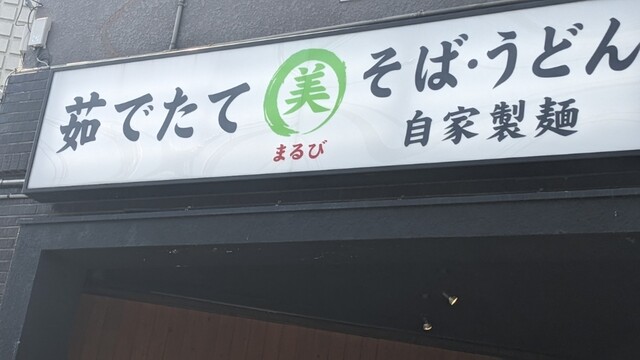 茹でたて
美
まるび
そば・うどん
自家製麺